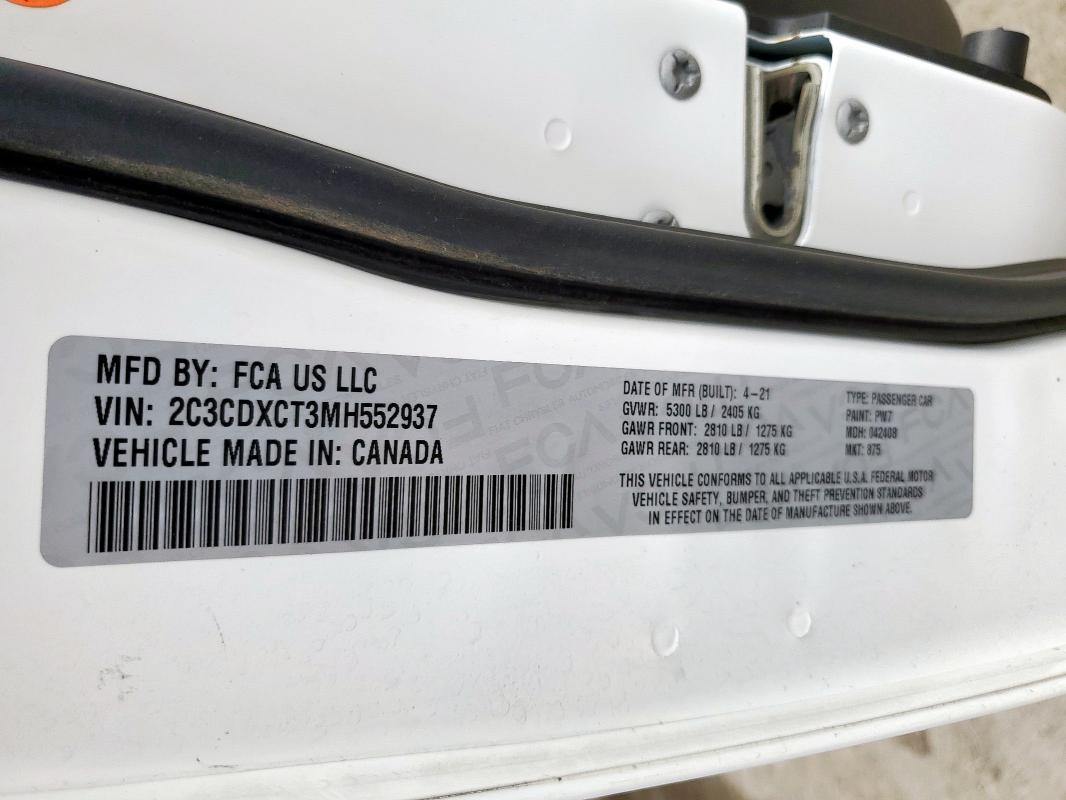 MFD BY: FCA US LLC
VIN: 2C3CDXCT3MH552937
VEHICLE MADE IN: CANADA
DATE OF MFR (BUILT): 4-21
GVWR: 5300 LB / 2405 KG
GAWR FRONT: 2810 LB / 1275 KG
GAWR REAR: 2810 LB / 1275 KG
TYPE: PASSENGER CAR
PAINT: PW7
MDH: 042408
MKT: 875
THIS VEHICLE CONFORMS TO ALL APPLICABLE U.S.A. FEDERAL MOTOR
VEHICLE SAFETY, BUMPER, AND THEFT PREVENTION STANDARDS
IN EFFECT ON THE DATE OF MANUFACTURE SHOWN ABOVE.